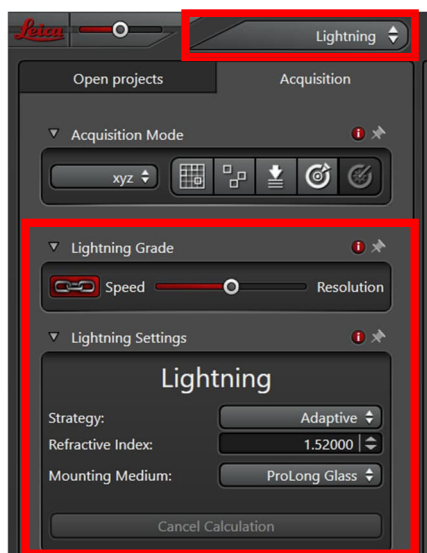 Leica
Lightning
Open projects Acquisition
Acquisition Mode
xyz
Lightning Grade
Speed Resolution
Lightning Settings
Lightning
Strategy: Adaptive
Refractive Index: 1.52000
Mounting Medium: ProLong Glass
Cancel Calculation